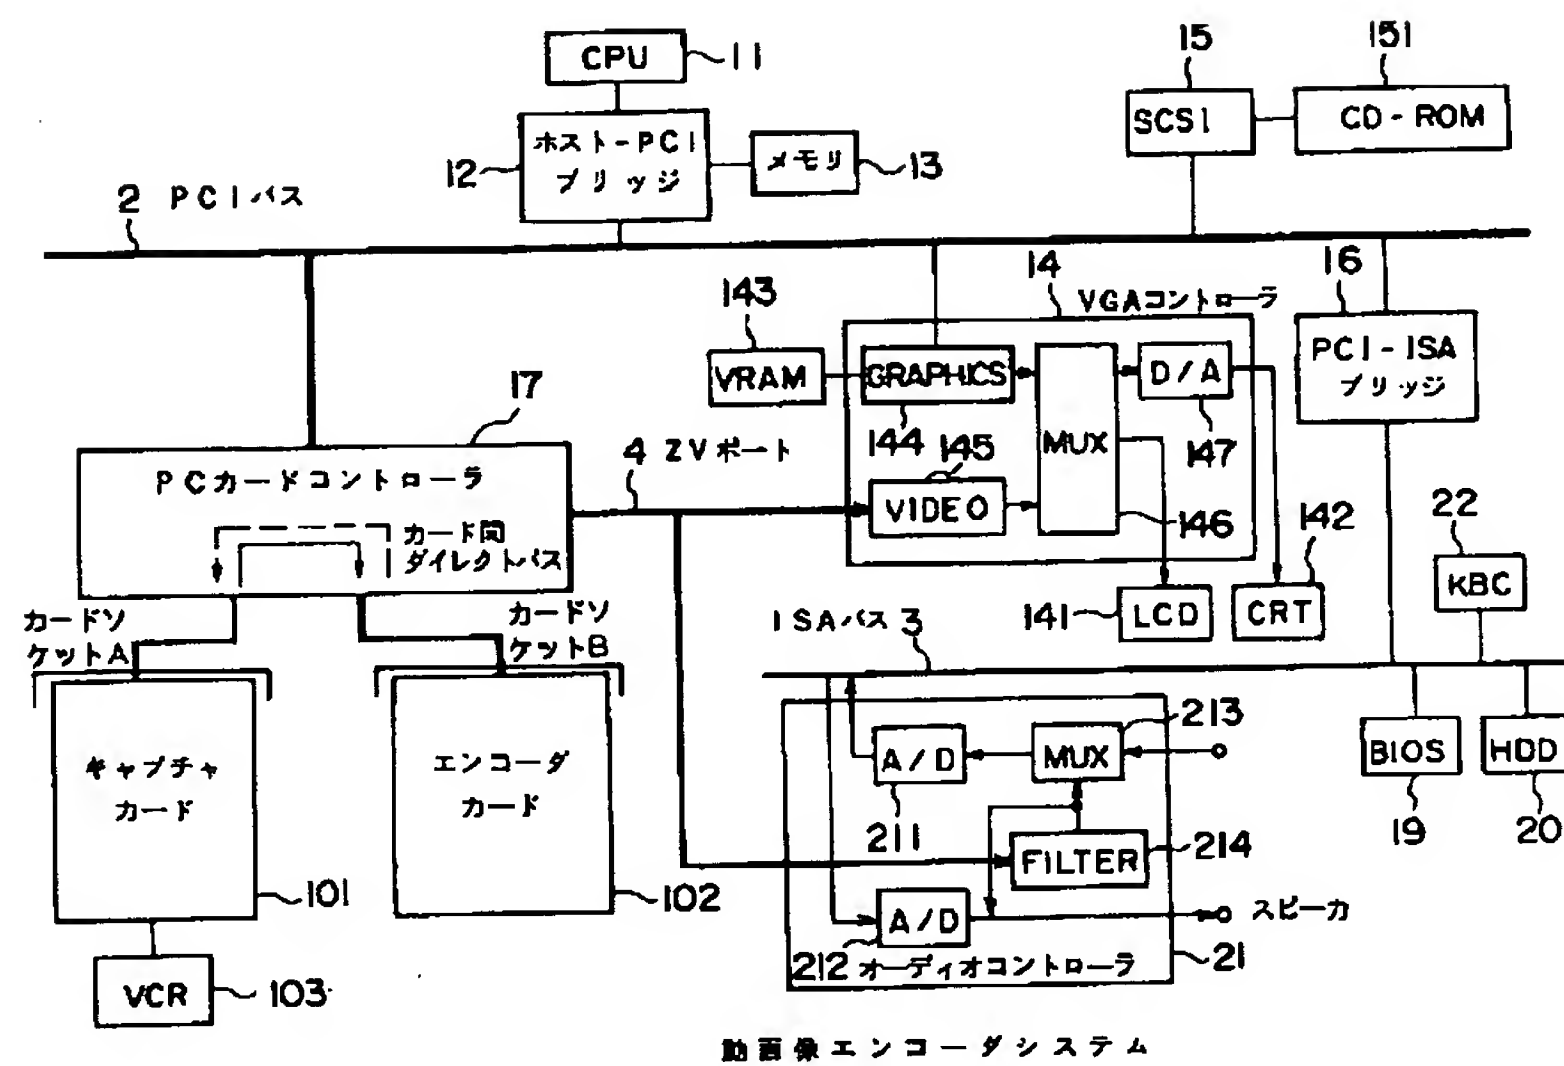 CPU
11
ホスト-PCI
ブリッジ
12
メモリ
13
15
SCSI
151
CD-ROM
2 PCIバス
143
VRAM
14
VGAコントローラ
GRAPHICS
144
145
VIDEO
MUX
146
D/A
147
16
PCI-ISA
ブリッジ
17
PCカードコントローラ
カード間
ダイレクトパス
4 ZVポート
141
LCD
142
CRT
22
KBC
カードソ
ケットA
カードソ
ケットB
ISAバス 3
キャプチャ
カード
101
エンコーダ
カード
102
VCR
103
A/D
211
MUX
213
FILTER
214
A/D
212
オーディオコントローラ
21
スピーカ
BIOS
19
HDD
20
動画像エンコーダシステム